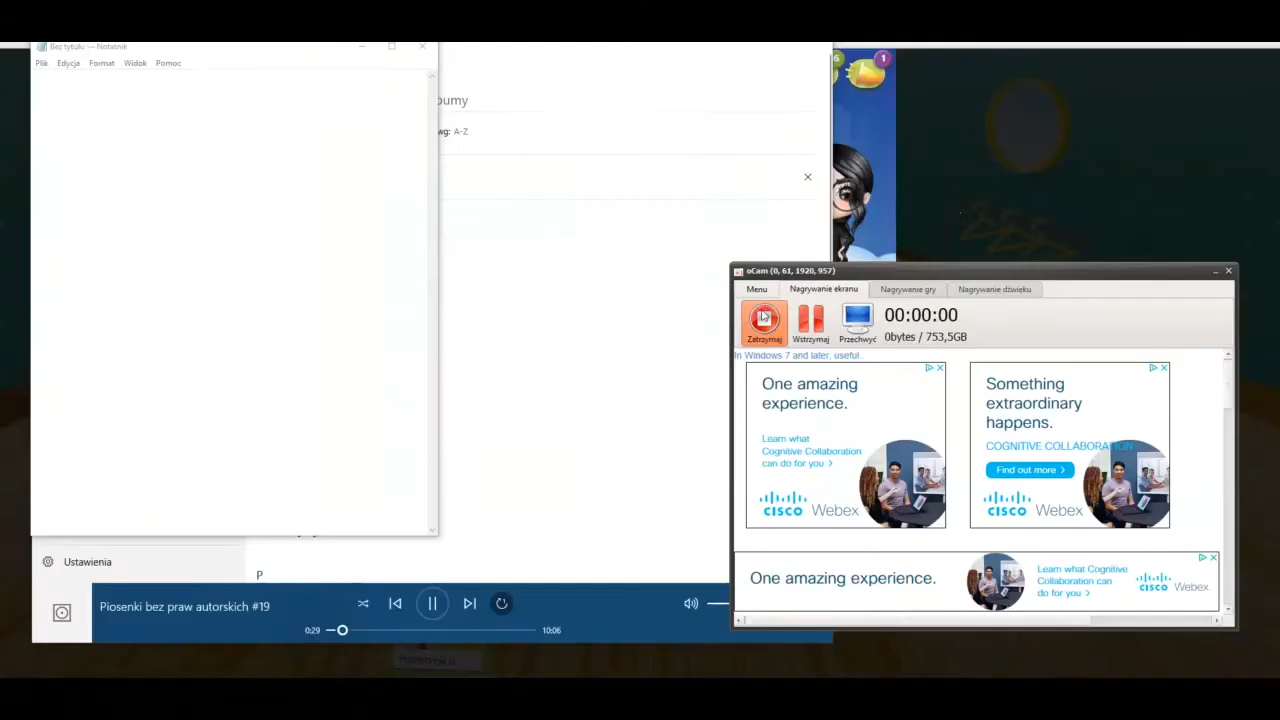 Bez tytułu — Notatnik
Plik Edycja Format Widok Pomoc
bumy
wg: A-Z
6
1
oCam (0, 61, 1920, 957)
Menu Nagrywanie ekranu Nagrywanie gry Nagrywanie dźwięku
Zatrzymaj Wstrzymaj Przechwyć
00:00:00
0bytes / 753,5GB
In Windows 7 and later, useful..
One amazing
experience.
Learn what
Cognitive Collaboration
can do for you >
CISCO Webex
Something
extraordinary
happens.
COGNITIVE COLLABORATION
Find out more >
CISCO Webex
One amazing experience.
Learn what Cognitive
Collaboration can
do for you >
CISCO Webex
Ustawienia
P
Piosenki bez praw autorskich #19
0:29
10:06